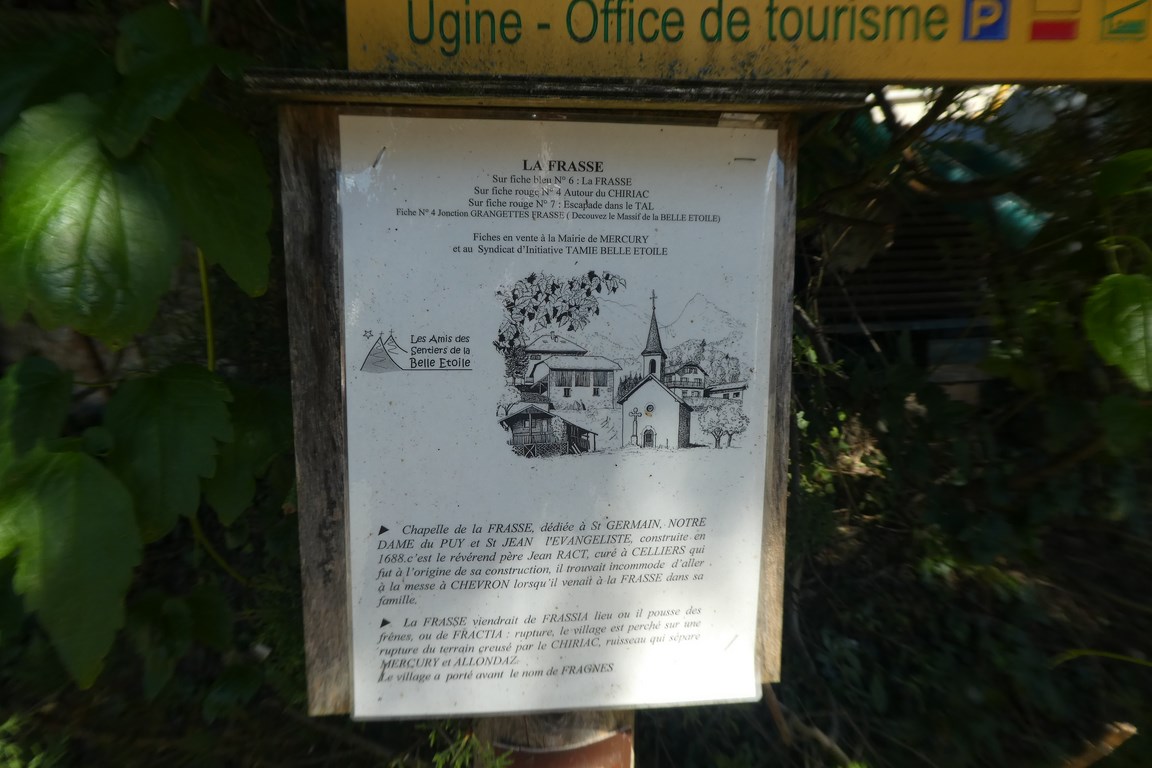 Ugine - Office de tourisme P
LA FRASSE
Sur fiche bleu N° 6 : La FRASSE
Sur fiche rouge N° 4 Autour du CHIRIAC
Sur fiche rouge N° 7 : Escapade dans le TAL
Fiche N° 4 Jonction GRANGETTES FRASSE ( Decouvez le Massif de la BELLE ETOILE)
Fiches en vente à la Mairie de MERCURY
et au Syndicat d'Initiative TAMIE BELLE ETOILE
Les Amis des
Sentiers de la
Belle Etoile
► Chapelle de la FRASSE, dédiée à St GERMAIN, NOTRE
DAME du PUY et St JEAN l'EVANGELISTE, construite en
1688.c'est le révérend père Jean RACT, curé à CELLIERS qui
fut à l'origine de sa construction, il trouvait incommode d'aller
à la messe à CHEVRON lorsqu'il venait à la FRASSE dans sa
famille.
► La FRASSE viendrait de FRASSIA lieu ou il pousse des
frênes, ou de FRACTIA : rupture, le village est perché sur une
rupture du terrain creusé par le CHIRIAC, ruisseau qui sépare
MERCURY et ALLONDAZ
Le village a porté avant le nom de FRAGNES